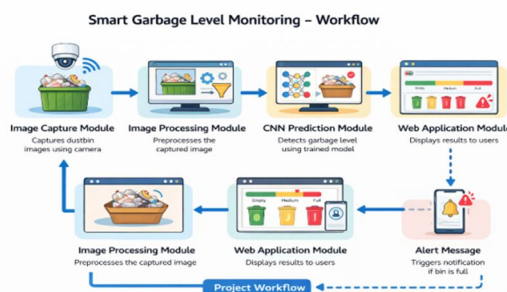 Smart Garbage Level Monitoring – Workflow
Image Capture Module
Captures dustbin
images using camera
Image Processing Module
Preprocesses the
captured image
CNN Prediction Module
Detects garbage level
using trained model
Web Application Module
Displays results to users
Empty Medium Full
Image Processing Module
Preprocesses the captured image
Empty Medium Full
Web Application Module
Displays results to users
Alert Message
Triggers notification
if bin is full
Project Workflow